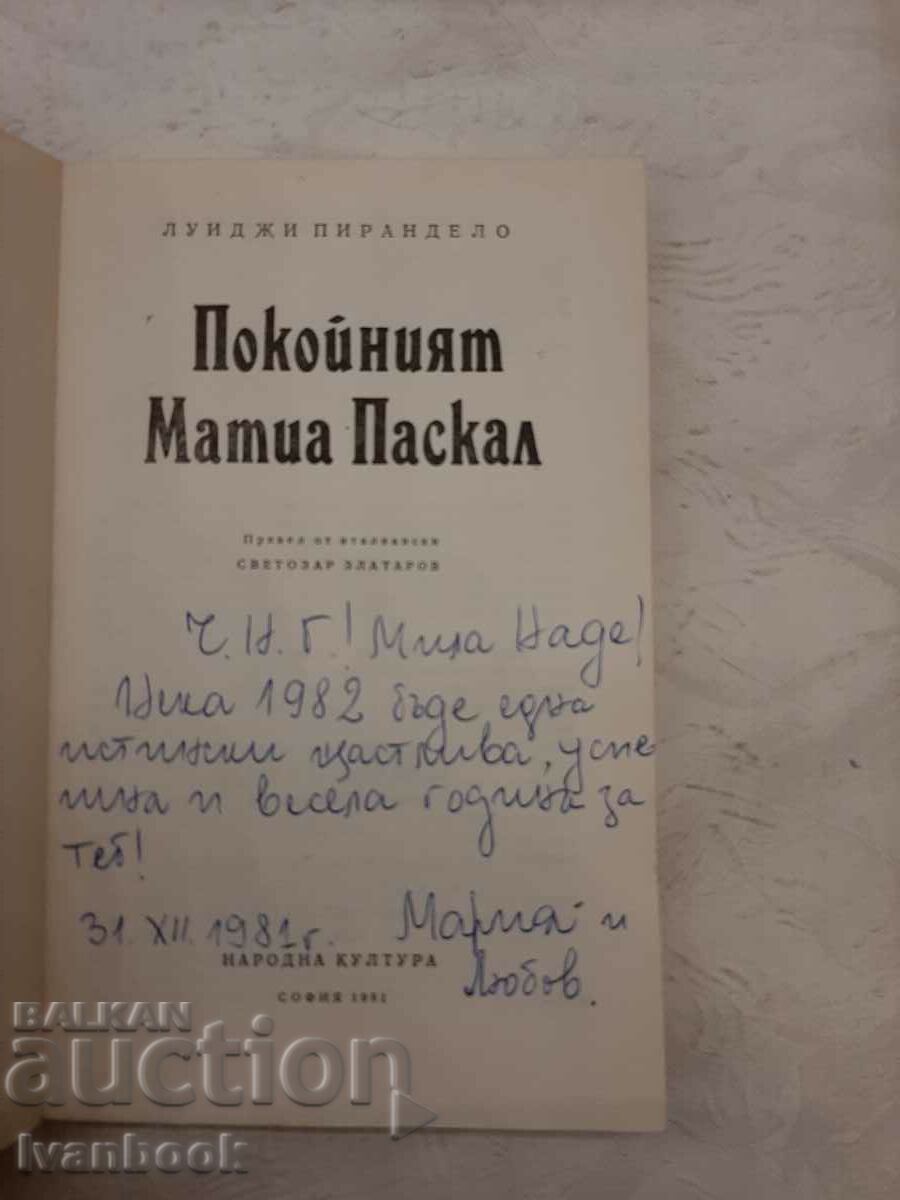 ЛУИДЖИ ПИРАНДЕЛО
Покойният
Матиа Паскал
Превел от италиански
СВЕТОЗАР ЗЛАТАРОВ
Ч.Н.Г.! Мила Наде!
Нека 1982 бъде една
истински щастлива, успе
шна и весела година за
теб!
31. XII. 1981 г. Мария и
Любов.
НАРОДНА КУЛТУРА
СОФИЯ 1981
BALKAN
auction
Ivanbook